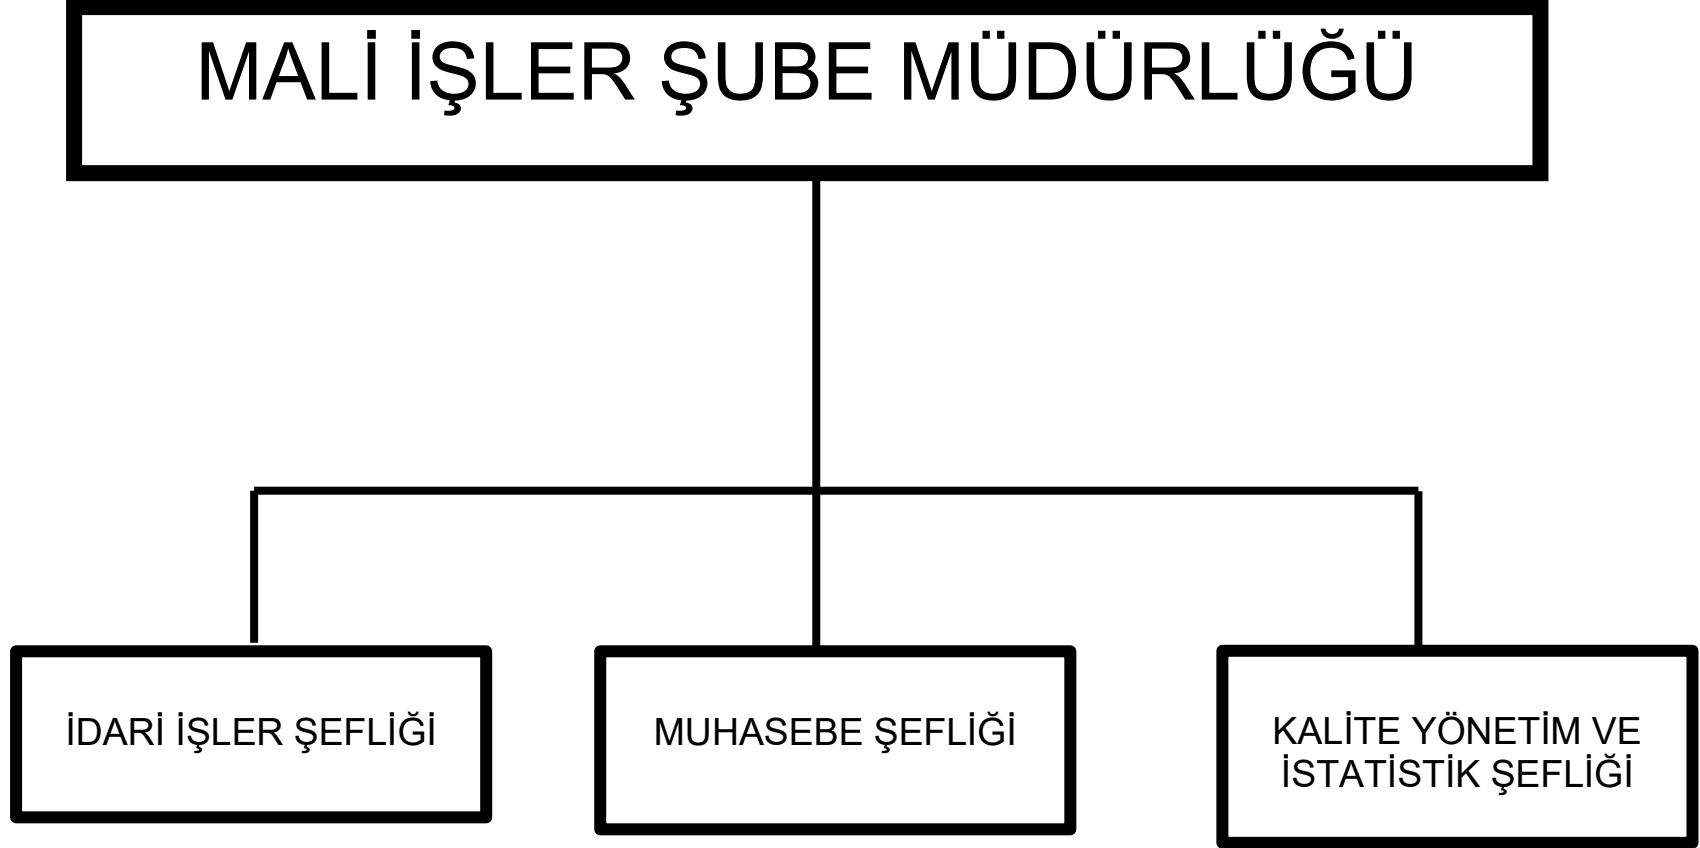 MALİ İŞLER ŞUBE MÜDÜRLÜĞÜ
İDARİ İŞLER ŞEFLİĞİ
MUHASEBE ŞEFLİĞİ
KALİTE YÖNETİM VE
İSTATİSTİK ŞEFLİĞİ